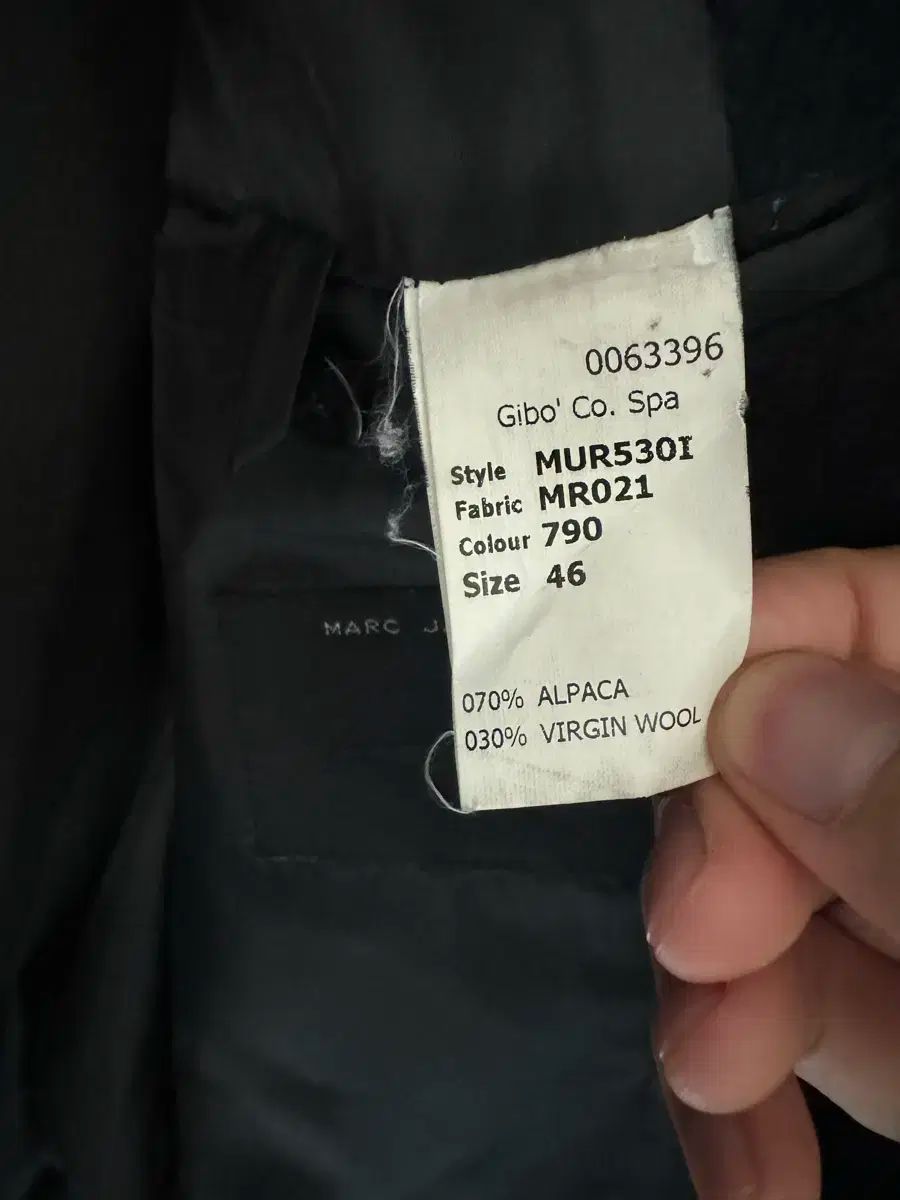 0063396
Gibo' Co. Spa
Style MUR530I
Fabric MR021
Colour 790
Size 46
MARC J
070% ALPACA
030% VIRGIN WOOL